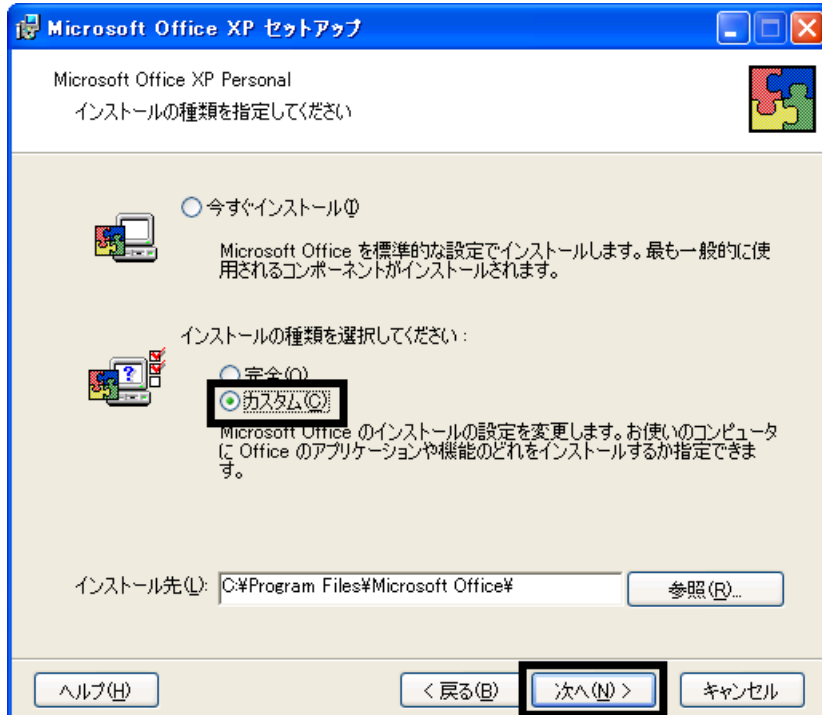 Microsoft Office XP セットアップ
Microsoft Office XP Personal
インストールの種類を指定してください
今すぐインストール(I)
Microsoft Office を標準的な設定でインストールします。最も一般的に使
用されるコンポーネントがインストールされます。
インストールの種類を選択してください:
完全(O)
カスタム(C)
Microsoft Office のインストールの設定を変更します。お使いのコンピュータ
に Office のアプリケーションや機能のどれをインストールするか指定できま
す。
インストール先(L): C:¥Program Files¥Microsoft Office¥ 参照(R)...
ヘルプ(H) < 戻る(B) 次へ(N) > キャンセル